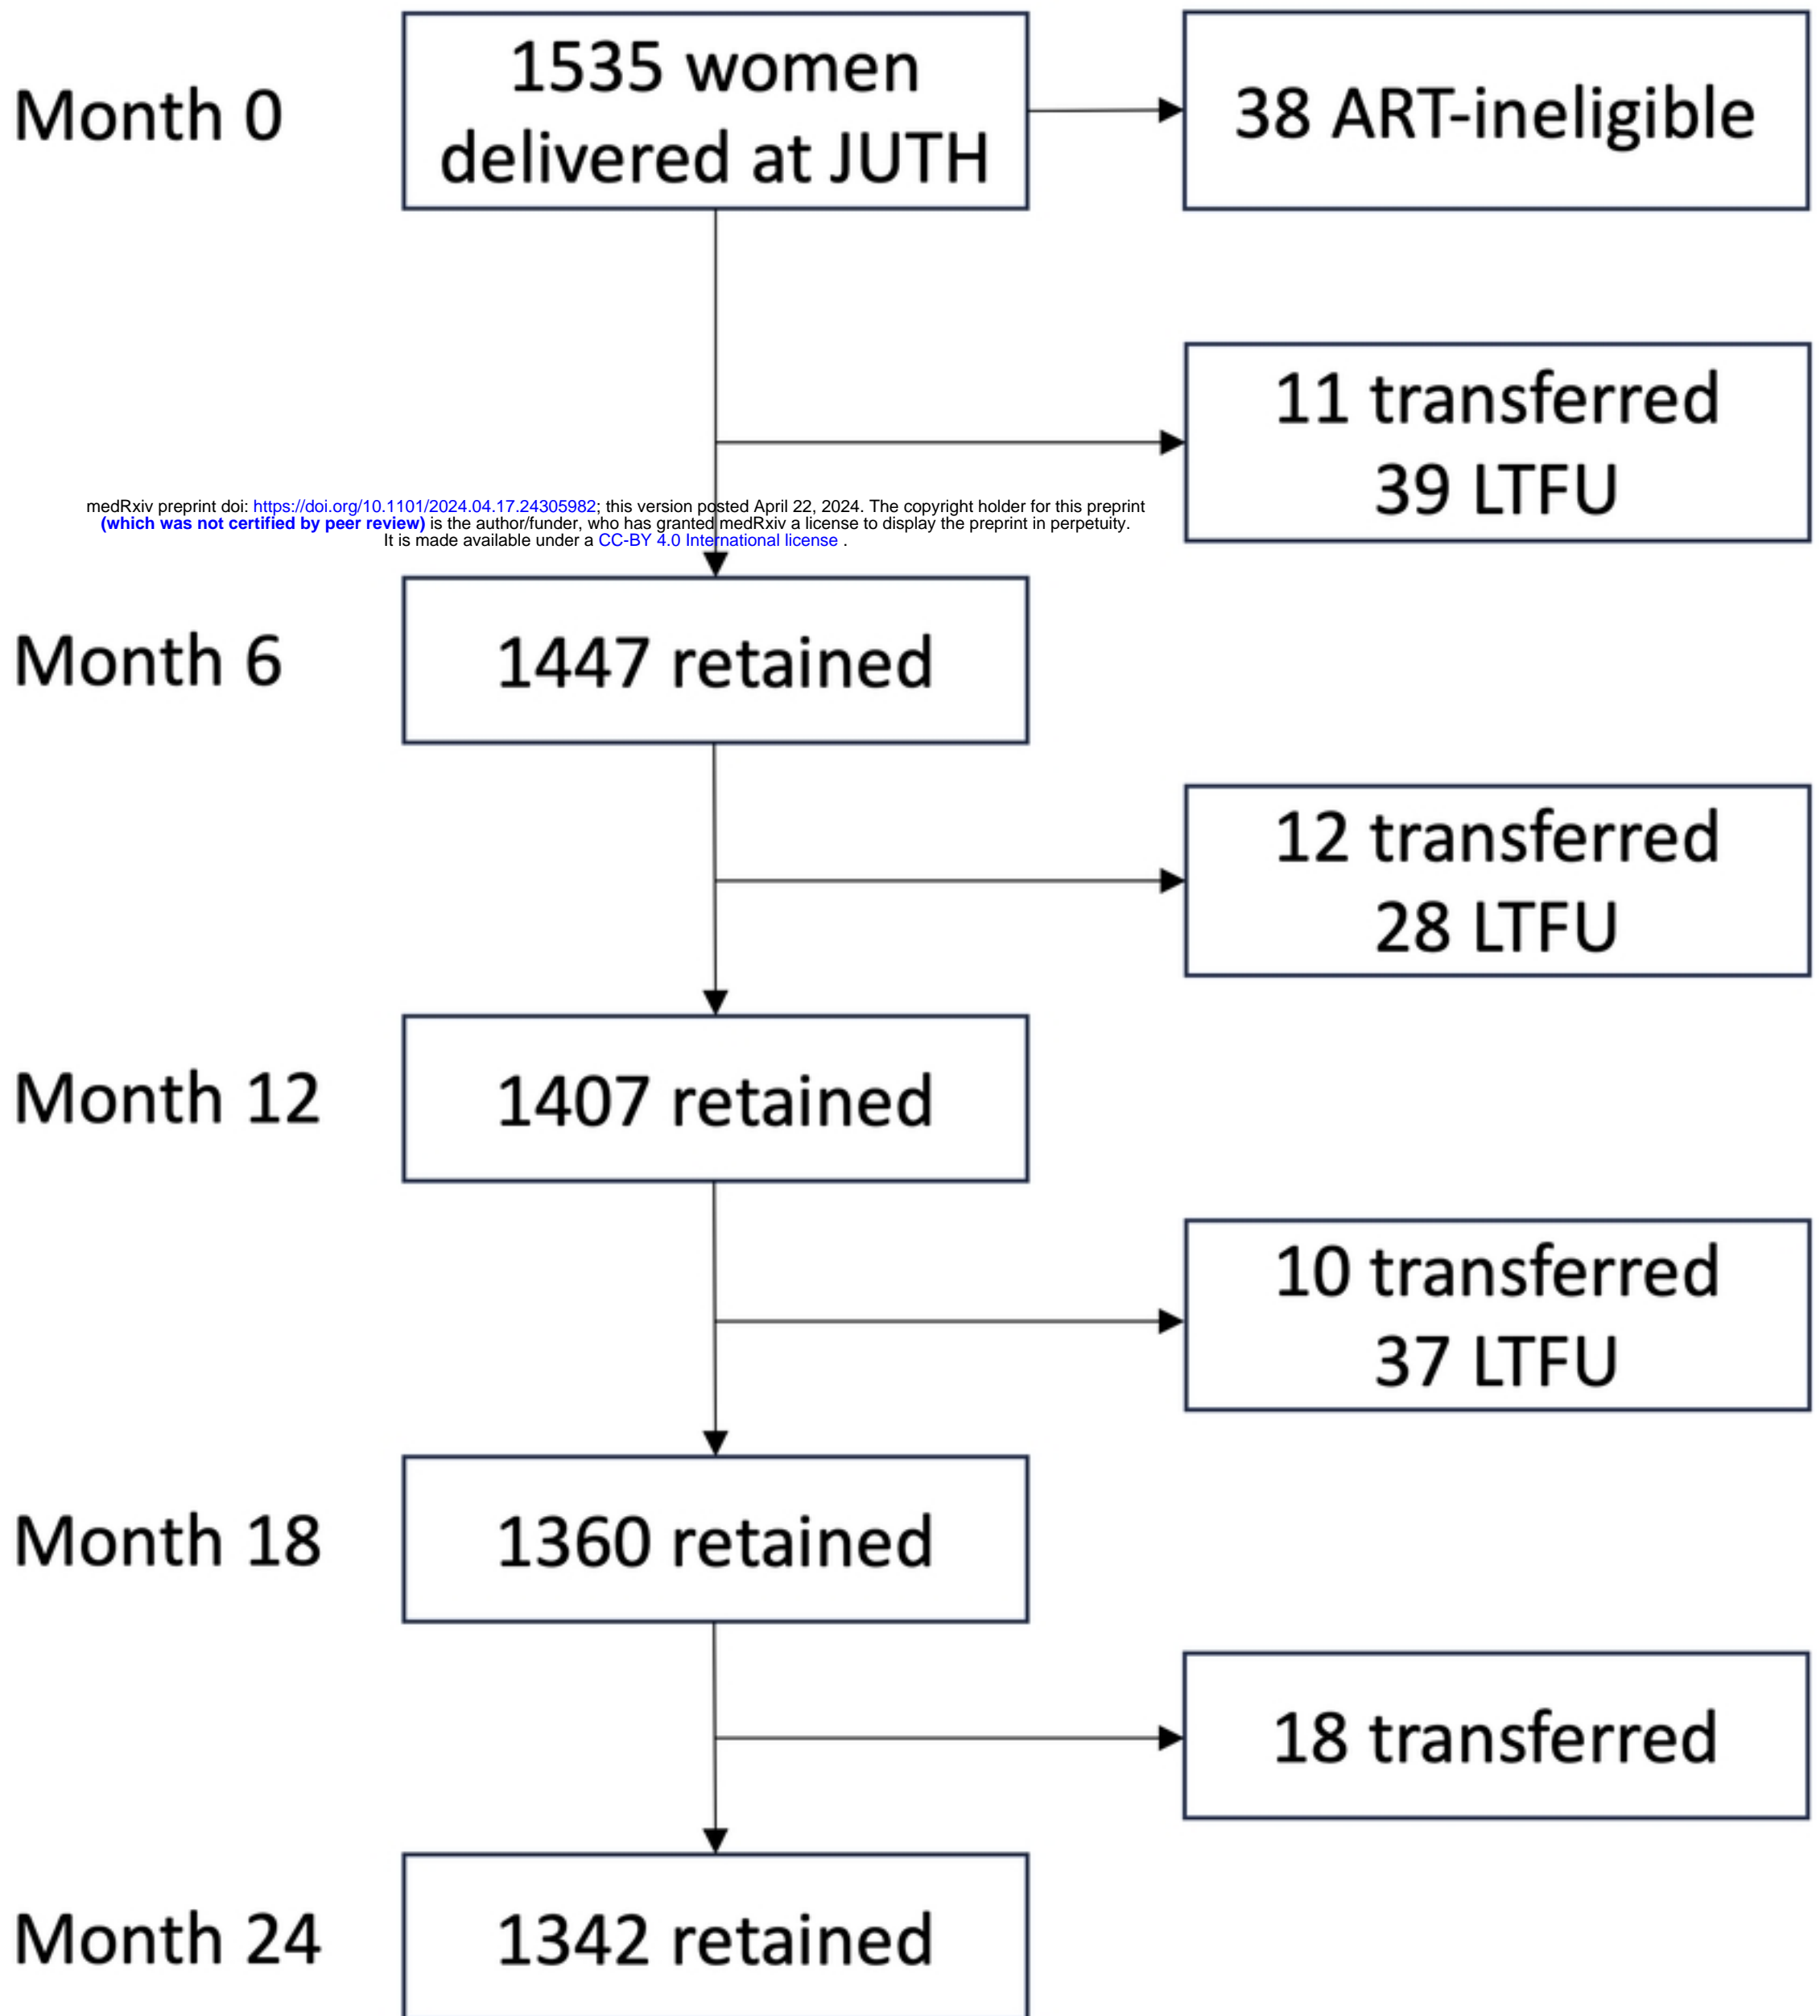 Month 0
1535 women
delivered at JUTH
38 ART-ineligible
11 transferred
39 LTFU
medRxiv preprint doi: https://doi.org/10.1101/2024.04.17.24305982; this version posted April 22, 2024. The copyright holder for this preprint
(which was not certified by peer review) is the author/funder, who has granted medRxiv a license to display the preprint in perpetuity.
It is made available under a CC-BY 4.0 International license .
Month 6
1447 retained
12 transferred
28 LTFU
Month 12
1407 retained
10 transferred
37 LTFU
Month 18
1360 retained
18 transferred
Month 24
1342 retained